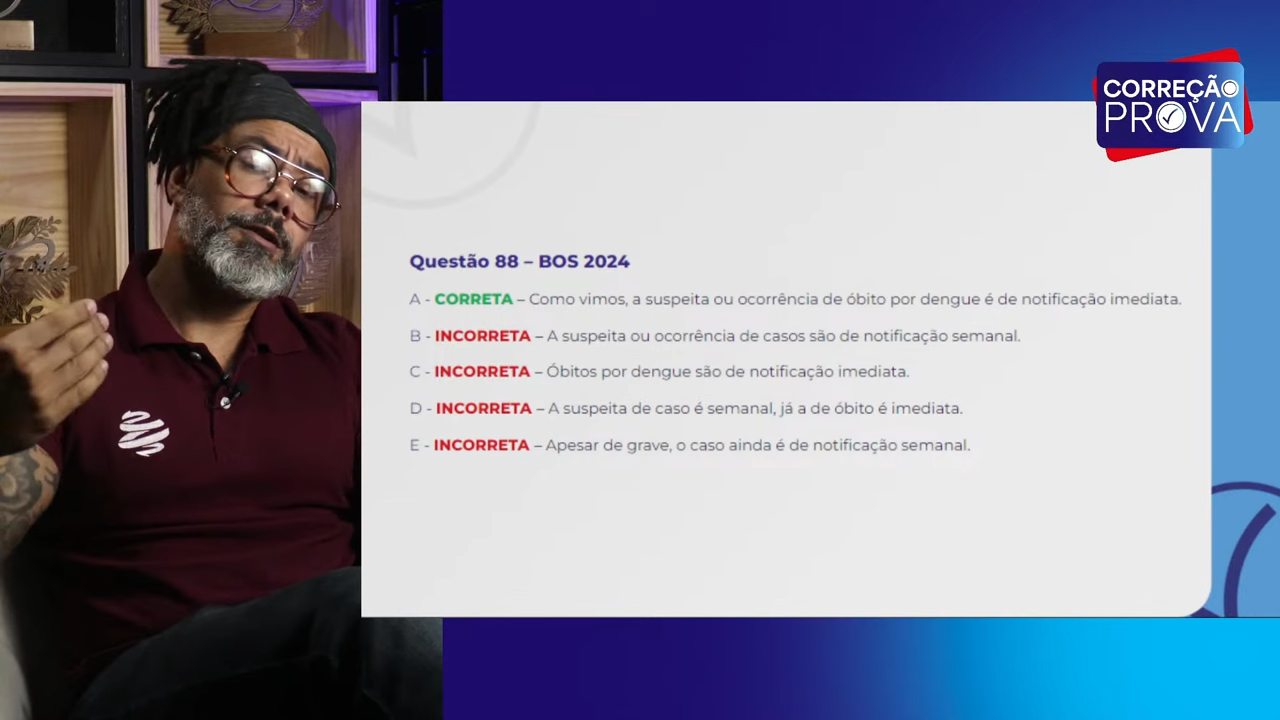 CORREÇÃO
PROVA
Questão 88 – BOS 2024
A - CORRETA – Como vimos, a suspeita ou ocorrência de óbito por dengue é de notificação imediata.
B - INCORRETA – A suspeita ou ocorrência de casos são de notificação semanal.
C - INCORRETA – Óbitos por dengue são de notificação imediata.
D - INCORRETA – A suspeita de caso é semanal, já a de óbito é imediata.
E - INCORRETA – Apesar de grave, o caso ainda é de notificação semanal.